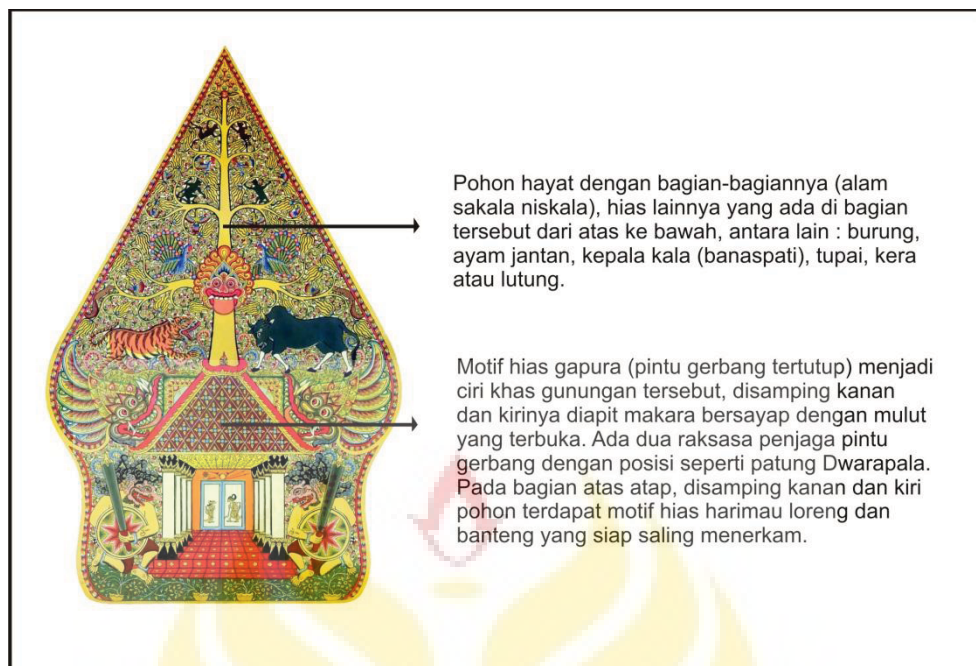 Pohon hayat dengan bagian-bagiannya (alam
sakala niskala), hias lainnya yang ada di bagian
tersebut dari atas ke bawah, antara lain : burung,
ayam jantan, kepala kala (banaspati), tupai, kera
atau lutung.
Motif hias gapura (pintu gerbang tertutup) menjadi
ciri khas gunungan tersebut, disamping kanan
dan kirinya diapit makara bersayap dengan mulut
yang terbuka. Ada dua raksasa penjaga pintu
gerbang dengan posisi seperti patung Dwarapala.
Pada bagian atas atap, disamping kanan dan kiri
pohon terdapat motif hias harimau loreng dan
banteng yang siap saling menerkam.